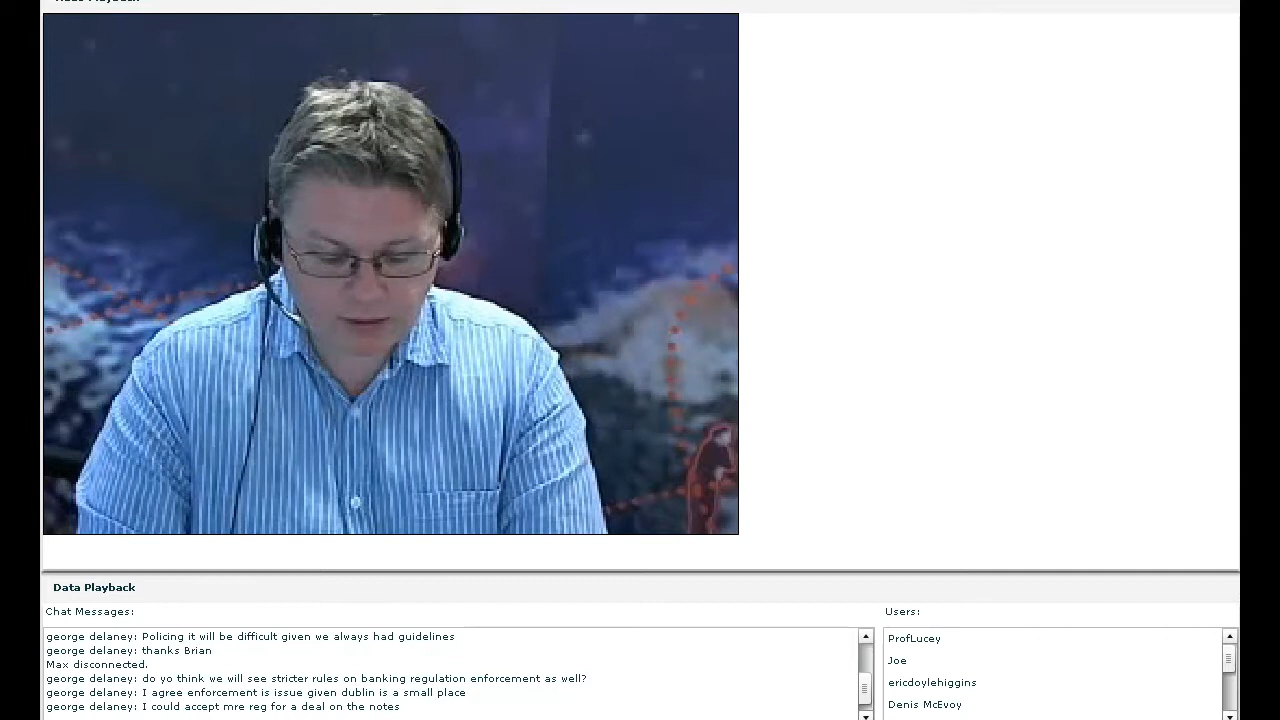 Data Playback
Chat Messages:
Users:
george delaney: Policing it will be difficult given we always had guidelines
george delaney: thanks Brian
Max disconnected.
george delaney: do yo think we will see stricter rules on banking regulation enforcement as well?
george delaney: I agree enforcement is issue given dublin is a small place
george delaney: I could accept mre reg for a deal on the notes
ProfLucey
Joe
ericdoylehiggins
Denis McEvoy